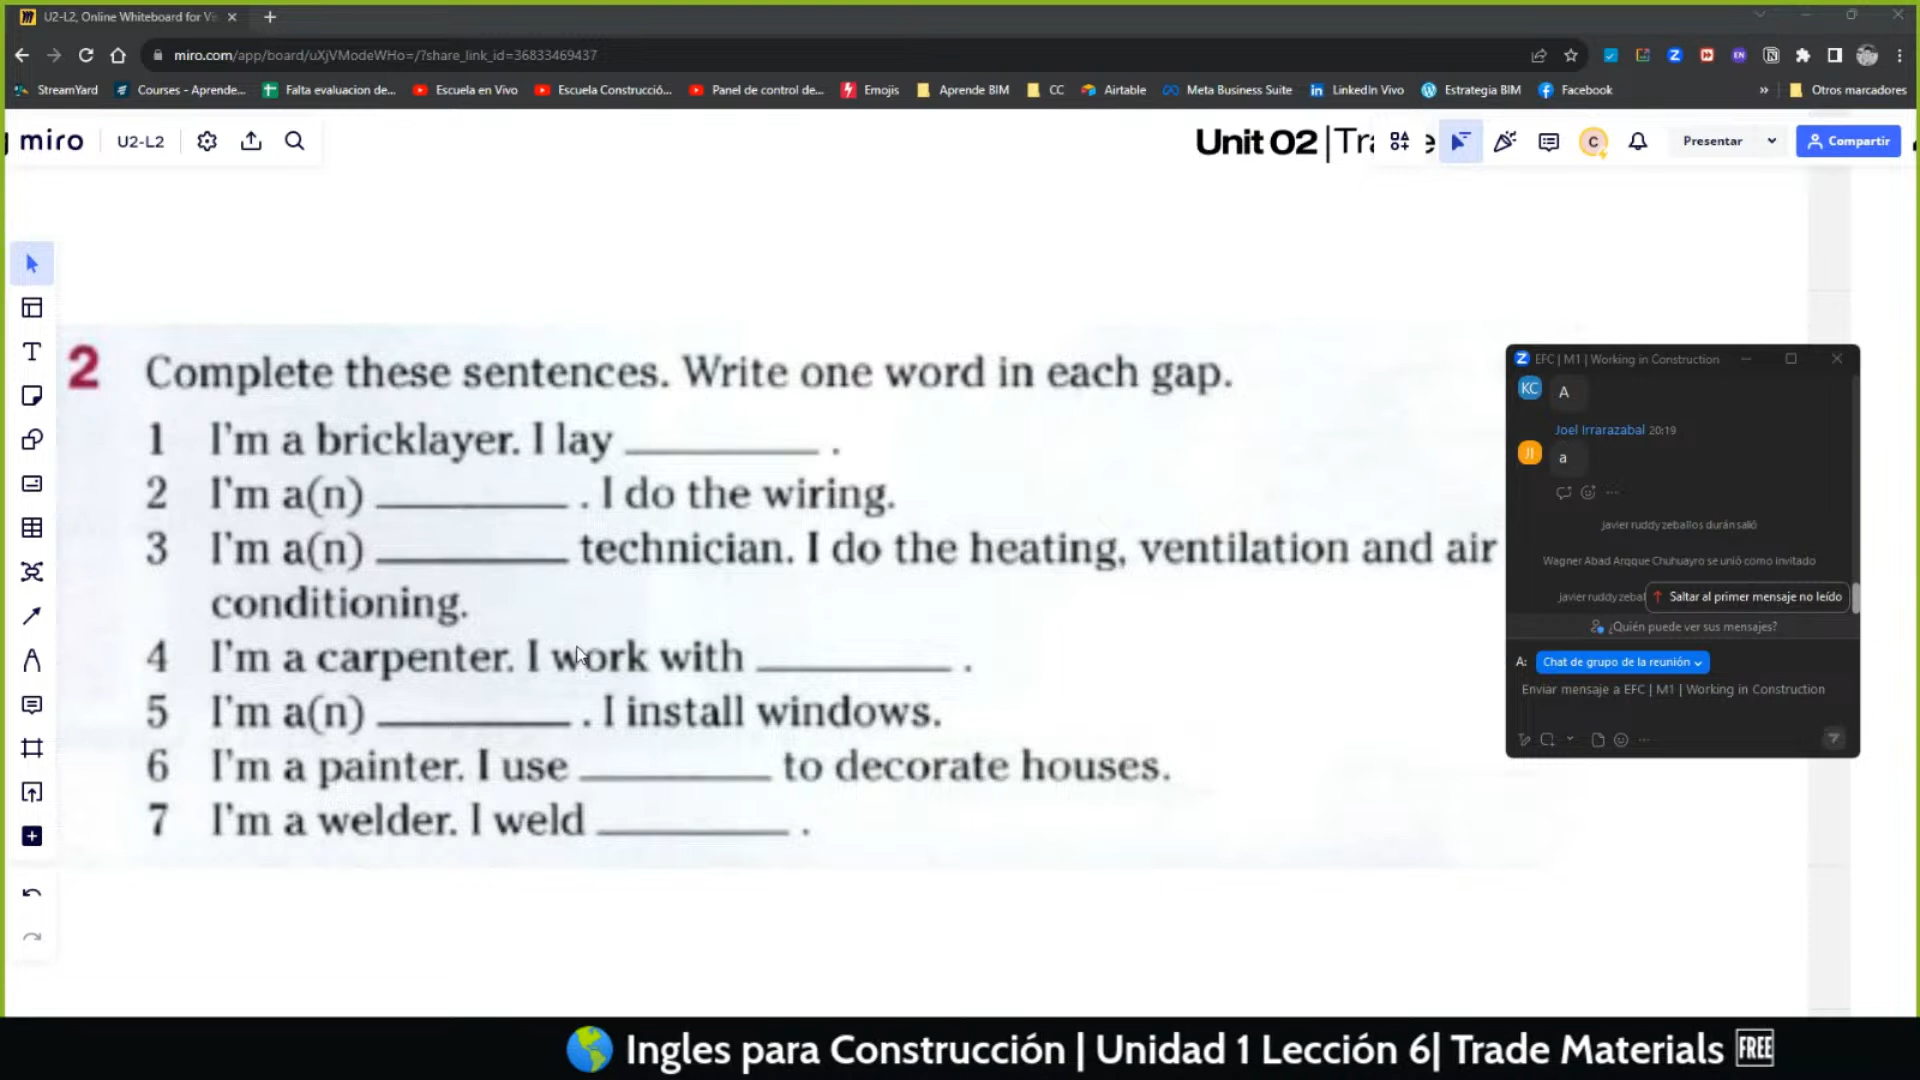 U2-L2, Online Whiteboard for Vi
miro.com/app/board/uXjVModeWHo=/?share_link_id=36833469437
StreamYard Courses - Aprende... Falta evaluacion de... Escuela en Vivo Escuela Construcció... Panel de control de... Emojis Aprende BIM CC Airtable Meta Business Suite LinkedIn Vivo Estrategia BIM Facebook » Otros marcadores
miro U2-L2 Unit 02 |Tra C Presentar Compartir
2 Complete these sentences. Write one word in each gap.
1 I'm a bricklayer. I lay ________ .
2 I'm a(n) ________ . I do the wiring.
3 I'm a(n) ________ technician. I do the heating, ventilation and air
conditioning.
4 I'm a carpenter. I work with ________ .
5 I'm a(n) ________ . I install windows.
6 I'm a painter. I use ________ to decorate houses.
7 I'm a welder. I weld ________ .
EFC | M1 | Working in Construction
KC A
Joel Irrarazabal 20:19
JI a
javier ruddy zeballos durán salió
Wagner Abad Arqque Chuhuayro se unió como invitado
javier ruddy zebal Saltar al primer mensaje no leído
¿Quién puede ver sus mensajes?
A: Chat de grupo de la reunión
Enviar mensaje a EFC | M1 | Working in Construction
Ingles para Construcción | Unidad 1 Lección 6| Trade Materials FREE